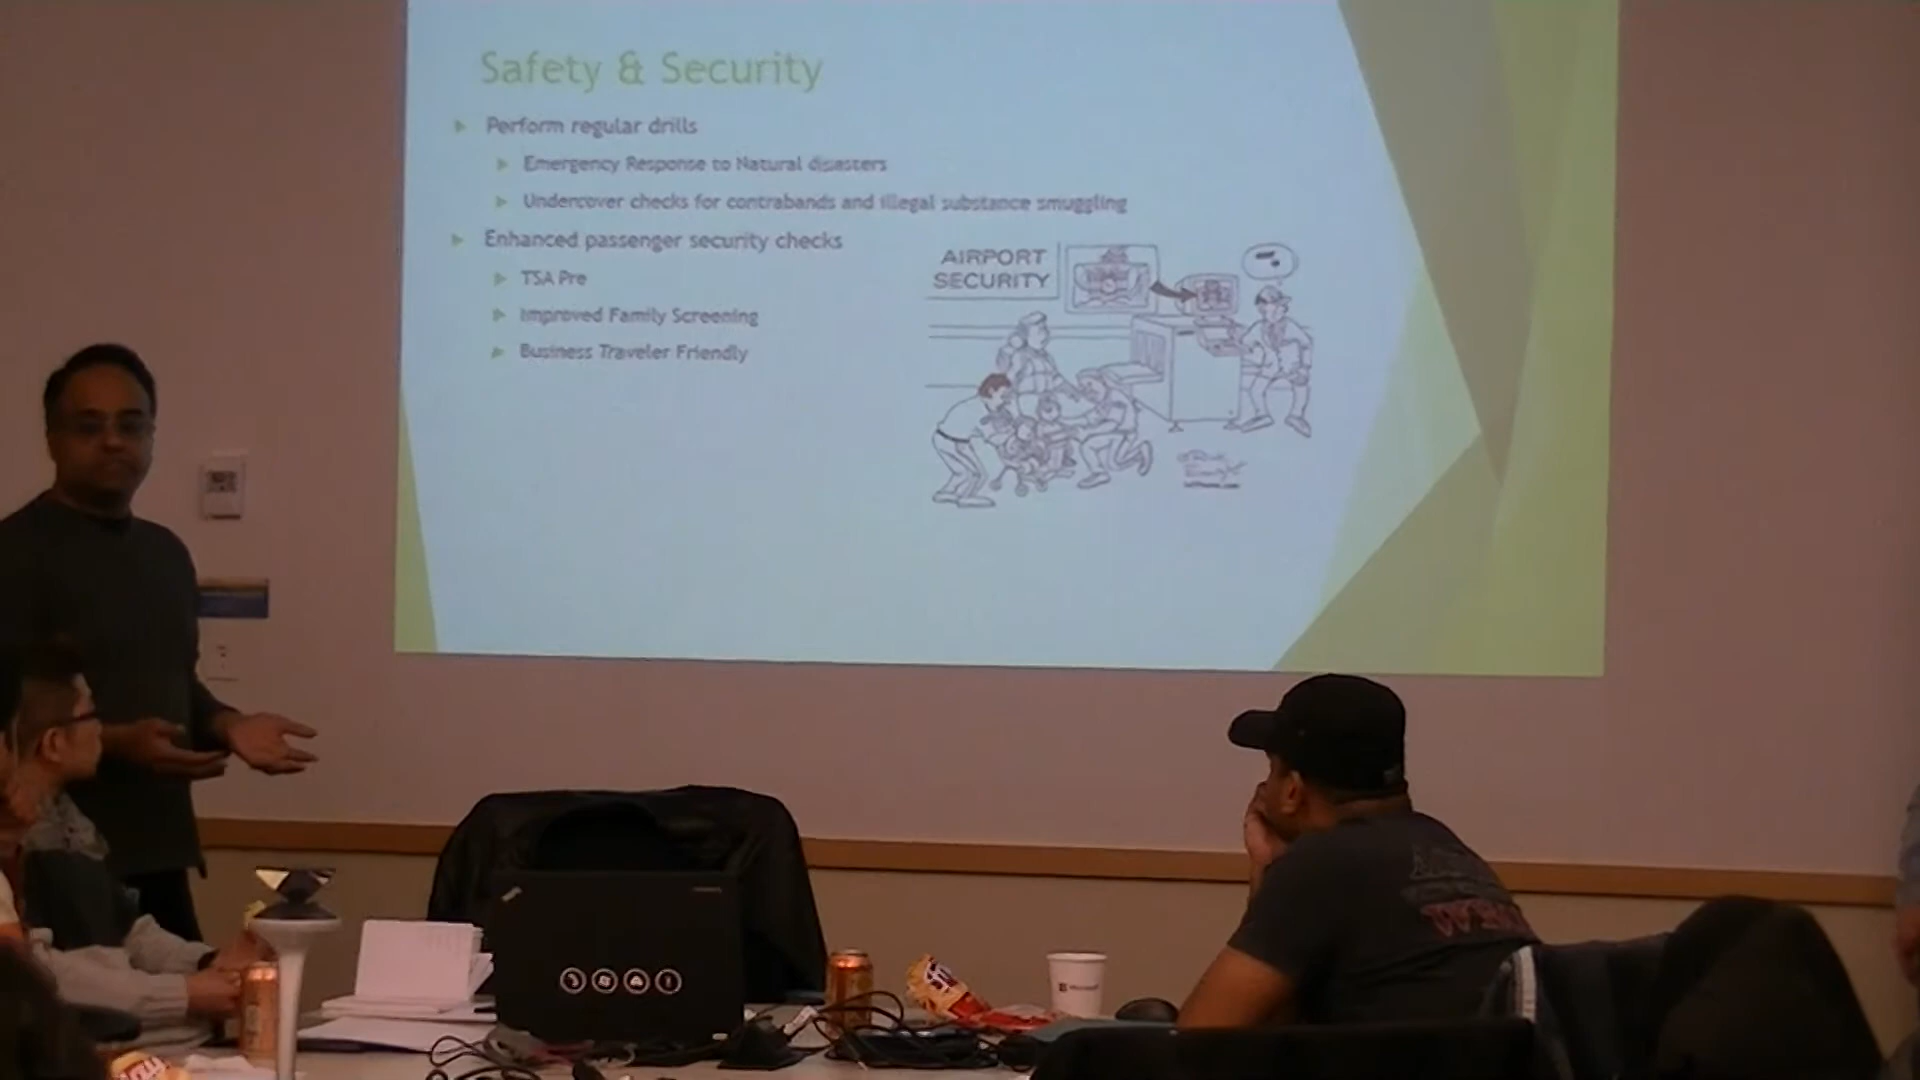 Safety & Security
Perform regular drills
Emergency Response to Natural disasters
Undercover checks for contrabands and illegal substance smuggling
Enhanced passenger security checks
TSA Pre
Improved Family Screening
Business Traveler Friendly
AIRPORT
SECURITY